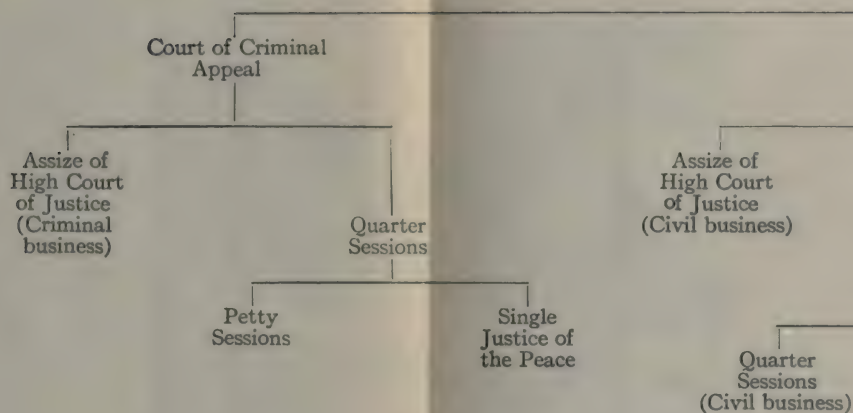 Court of Criminal
Appeal
Assize of
High Court
of Justice
(Criminal
business)
Quarter
Sessions
Assize of
High Court
of Justice
(Civil business)
Petty
Sessions
Single
Justice of
the Peace
Quarter
Sessions
(Civil business)